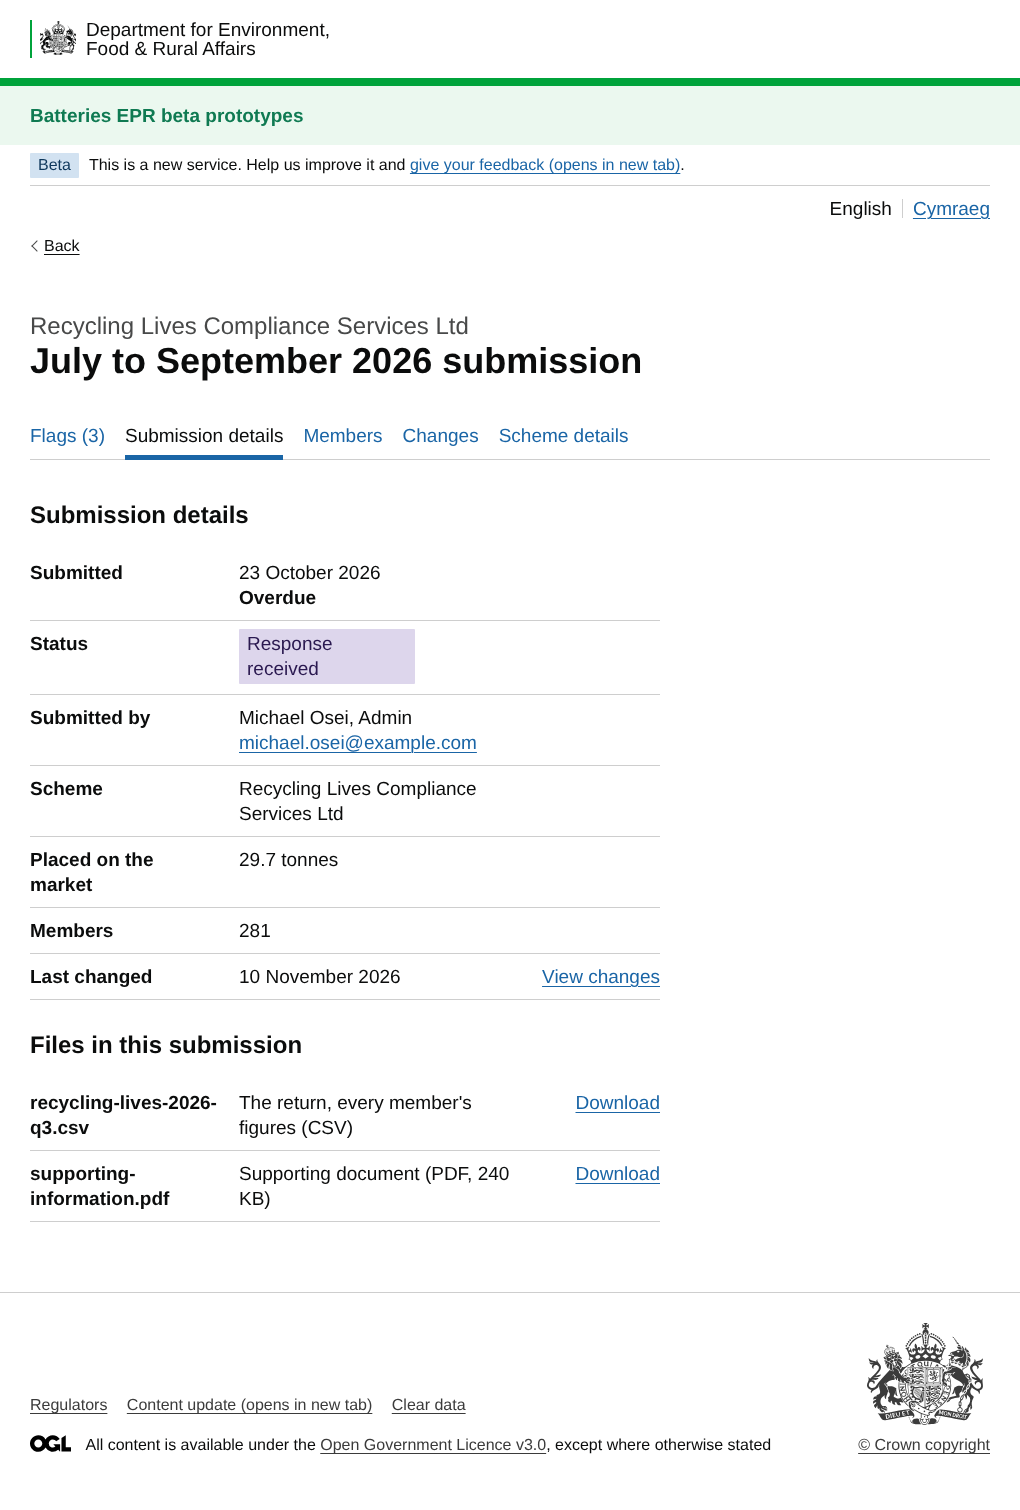 Department for Environment,
Food & Rural Affairs
Batteries EPR beta prototypes
Beta This is a new service. Help us improve it and give your feedback (opens in new tab).
English Cymraeg
Back
Recycling Lives Compliance Services Ltd
July to September 2026 submission
Flags (3) Submission details Members Changes Scheme details
Submission details
Submitted 23 October 2026
Overdue
Status Response
received
Submitted by Michael Osei, Admin
michael.osei@example.com
Scheme Recycling Lives Compliance
Services Ltd
Placed on the 29.7 tonnes
market
Members 281
Last changed 10 November 2026 View changes
Files in this submission
recycling-lives-2026- The return, every member's Download
q3.csv figures (CSV)
supporting- Supporting document (PDF, 240 Download
information.pdf KB)
Regulators Content update (opens in new tab) Clear data
OGL All content is available under the Open Government Licence v3.0, except where otherwise stated © Crown copyright